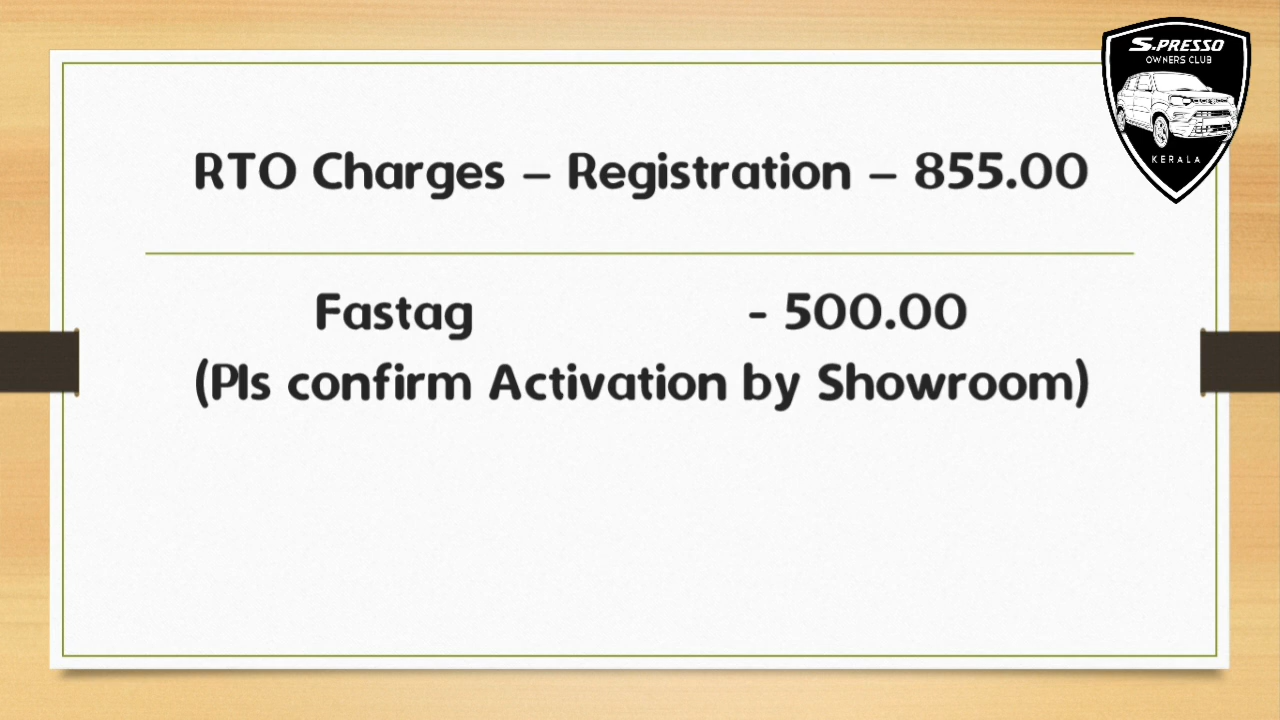 S-PRESSO
OWNERS CLUB
KERALA
RTO Charges – Registration – 855.00
Fastag - 500.00
(Pls confirm Activation by Showroom)